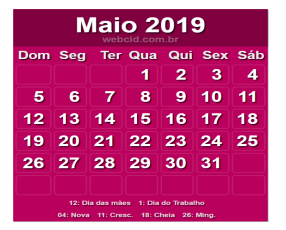 Maio 2019
webcid.com.br
Dom Seg Ter Qua Qui Sex Sáb
1 2 3 4
5 6 7 8 9 10 11
12 13 14 15 16 17 18
19 20 21 22 23 24 25
26 27 28 29 30 31
12: Dia das mães 1: Dia do Trabalho
04: Nova 11: Cresc. 18: Cheia 26: Ming.